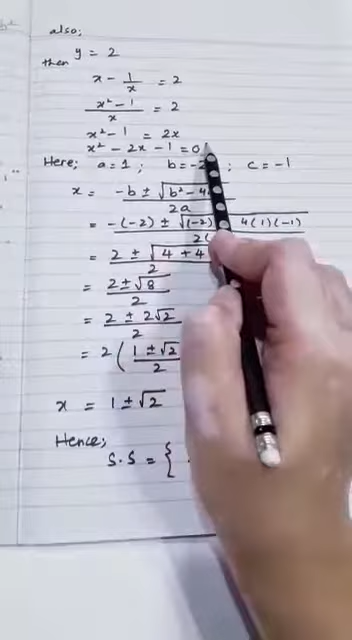 also;
y = 2
then
x - 1/x = 2
x² - 1 / x = 2
x² - 1 = 2x
x² - 2x - 1 = 0
Here; a = 1 ; b = -2 ; c = -1
x = -b ± √b² - 4 / 2a
= -(-2) ± √(-2) 4(1)(-1) / 2(
= 2 ± √4 + 4 / 2
= 2 ± √8 / 2
= 2 ± 2√2 / 2
= 2 ( 1 ± √2 / 2
x = 1 ± √2
Hence;
S.S = {